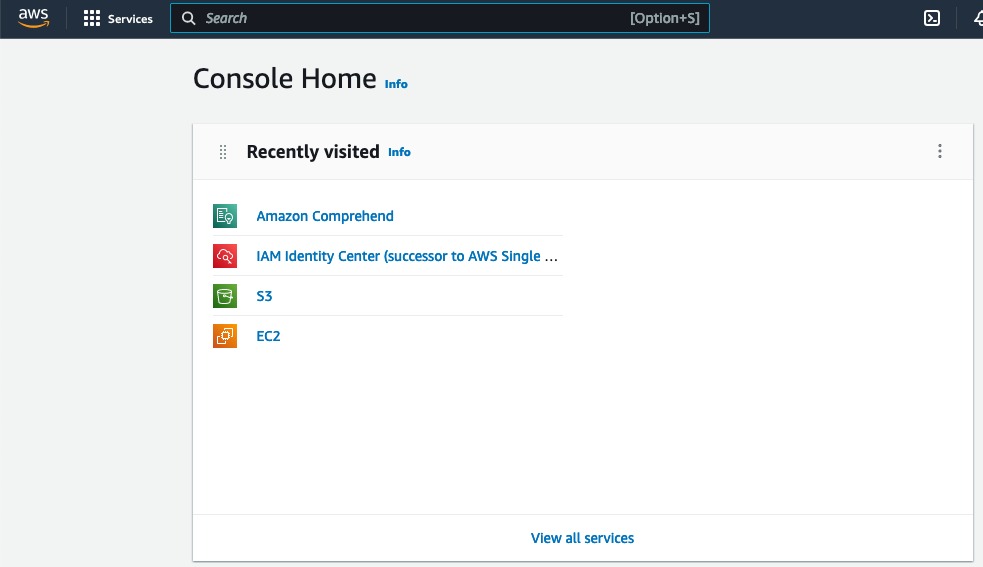 aws Services Search [Option+S]
Console Home Info
Recently visited Info
Amazon Comprehend
IAM Identity Center (successor to AWS Single ...
S3
EC2
View all services